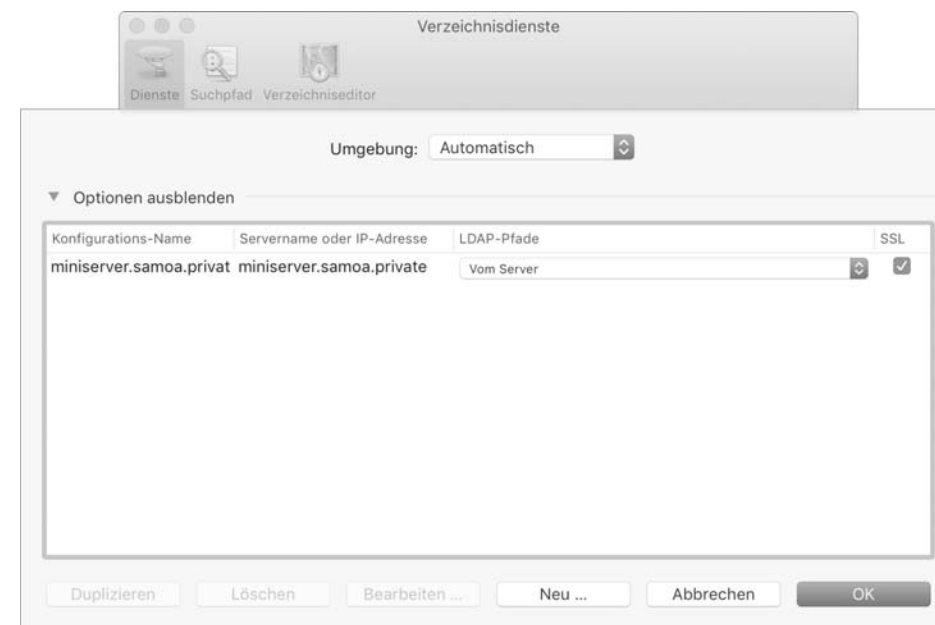 Verzeichnisdienste
Dienste Suchpfad Verzeichniseditor
Umgebung: Automatisch
Optionen ausblenden
Konfigurations-Name Servername oder IP-Adresse LDAP-Pfade SSL
miniserver.samoa.privat miniserver.samoa.private Vom Server
Duplizieren Löschen Bearbeiten ... Neu ... Abbrechen OK